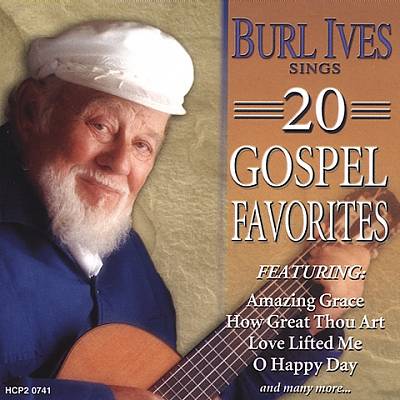 BURL IVES
SINGS
20
GOSPEL
FAVORITES
FEATURING:
Amazing Grace
How Great Thou Art
Love Lifted Me
O Happy Day
and many more...
HCP2 0741